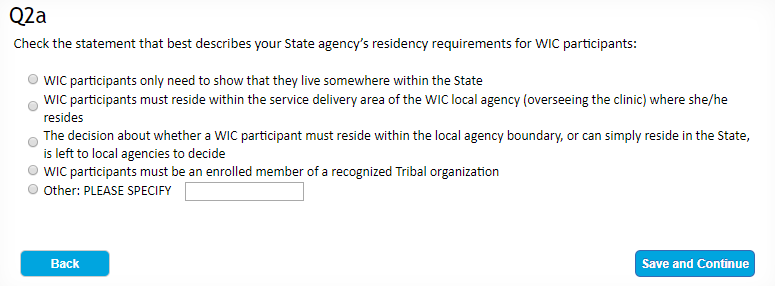 Q2a
Check the statement that best describes your State agency's residency requirements for WIC participants:
WIC participants only need to show that they live somewhere within the State
WIC participants must reside within the service delivery area of the WIC local agency (overseeing the clinic) where she/he
resides
The decision about whether a WIC participant must reside within the local agency boundary, or can simply reside in the State,
is left to local agencies to decide
WIC participants must be an enrolled member of a recognized Tribal organization
Other: PLEASE SPECIFY
Back
Save and Continue